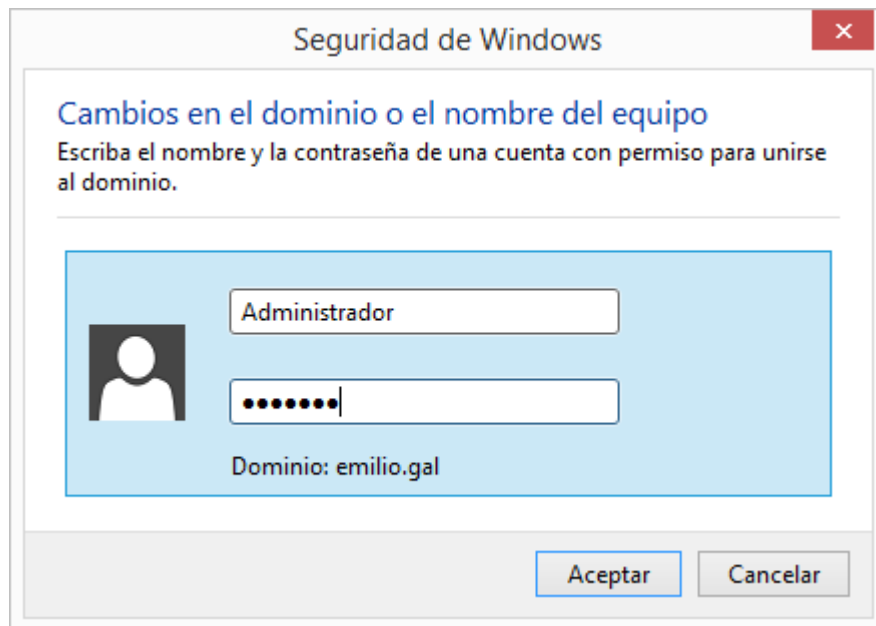 Seguridad de Windows
Cambios en el dominio o el nombre del equipo
Escriba el nombre y la contraseña de una cuenta con permiso para unirse
al dominio.
Administrador
●●●●●●●
Dominio: emilio.gal
Aceptar
Cancelar